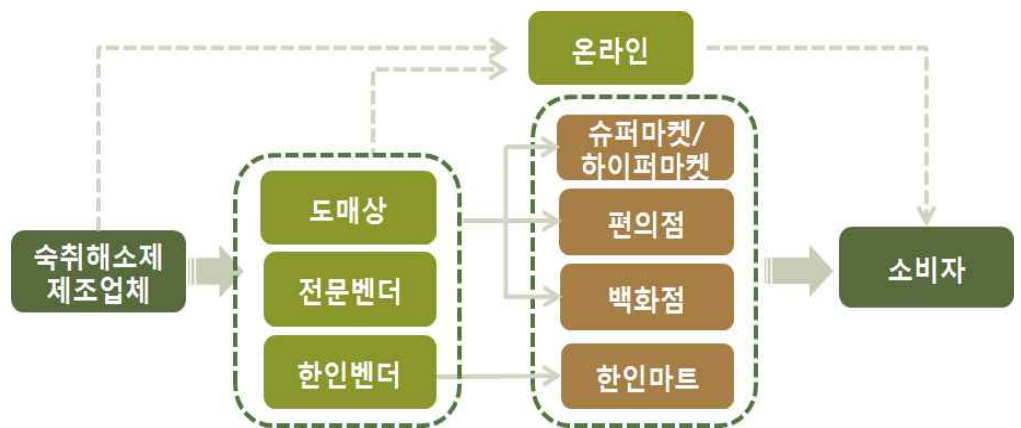 온라인
슈퍼마켓/
하이퍼마켓
도매상
편의점
숙취해소제
제조업체
전문벤더
백화점
소비자
한인벤더
한인마트